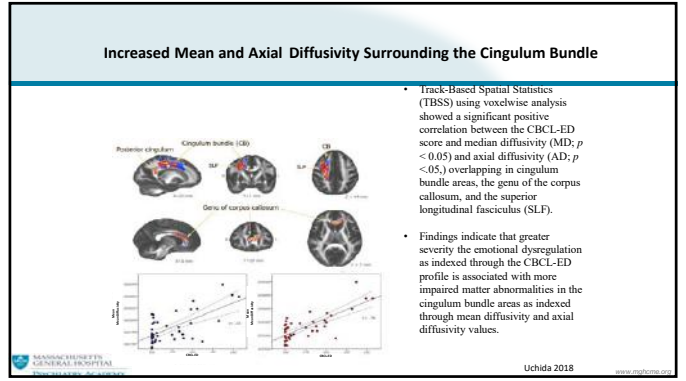 Increased Mean and Axial Diffusivity Surrounding the Cingulum Bundle
• Track-Based Spatial Statistics
(TBSS) using voxelwise analysis
showed a significant positive
correlation between the CBCL-ED
score and median diffusivity (MD; p
< 0.05) and axial diffusivity (AD; p
<.05,) overlapping in cingulum
bundle areas, the genu of the corpus
callosum, and the superior
longitudinal fasciculus (SLF).
• Findings indicate that greater
severity the emotional dysregulation
as indexed through the CBCL-ED
profile is associated with more
impaired matter abnormalities in the
cingulum bundle areas as indexed
through mean diffusivity and axial
diffusivity values.
Posterior cingulum
Cingulum bundle (CB)
CB
SLF
SLF
Genu of corpus callosum
MASSACHUSETTS
GENERAL HOSPITAL
PSYCHIATRY ACADEMY
Uchida 2018
www.mghcme.org